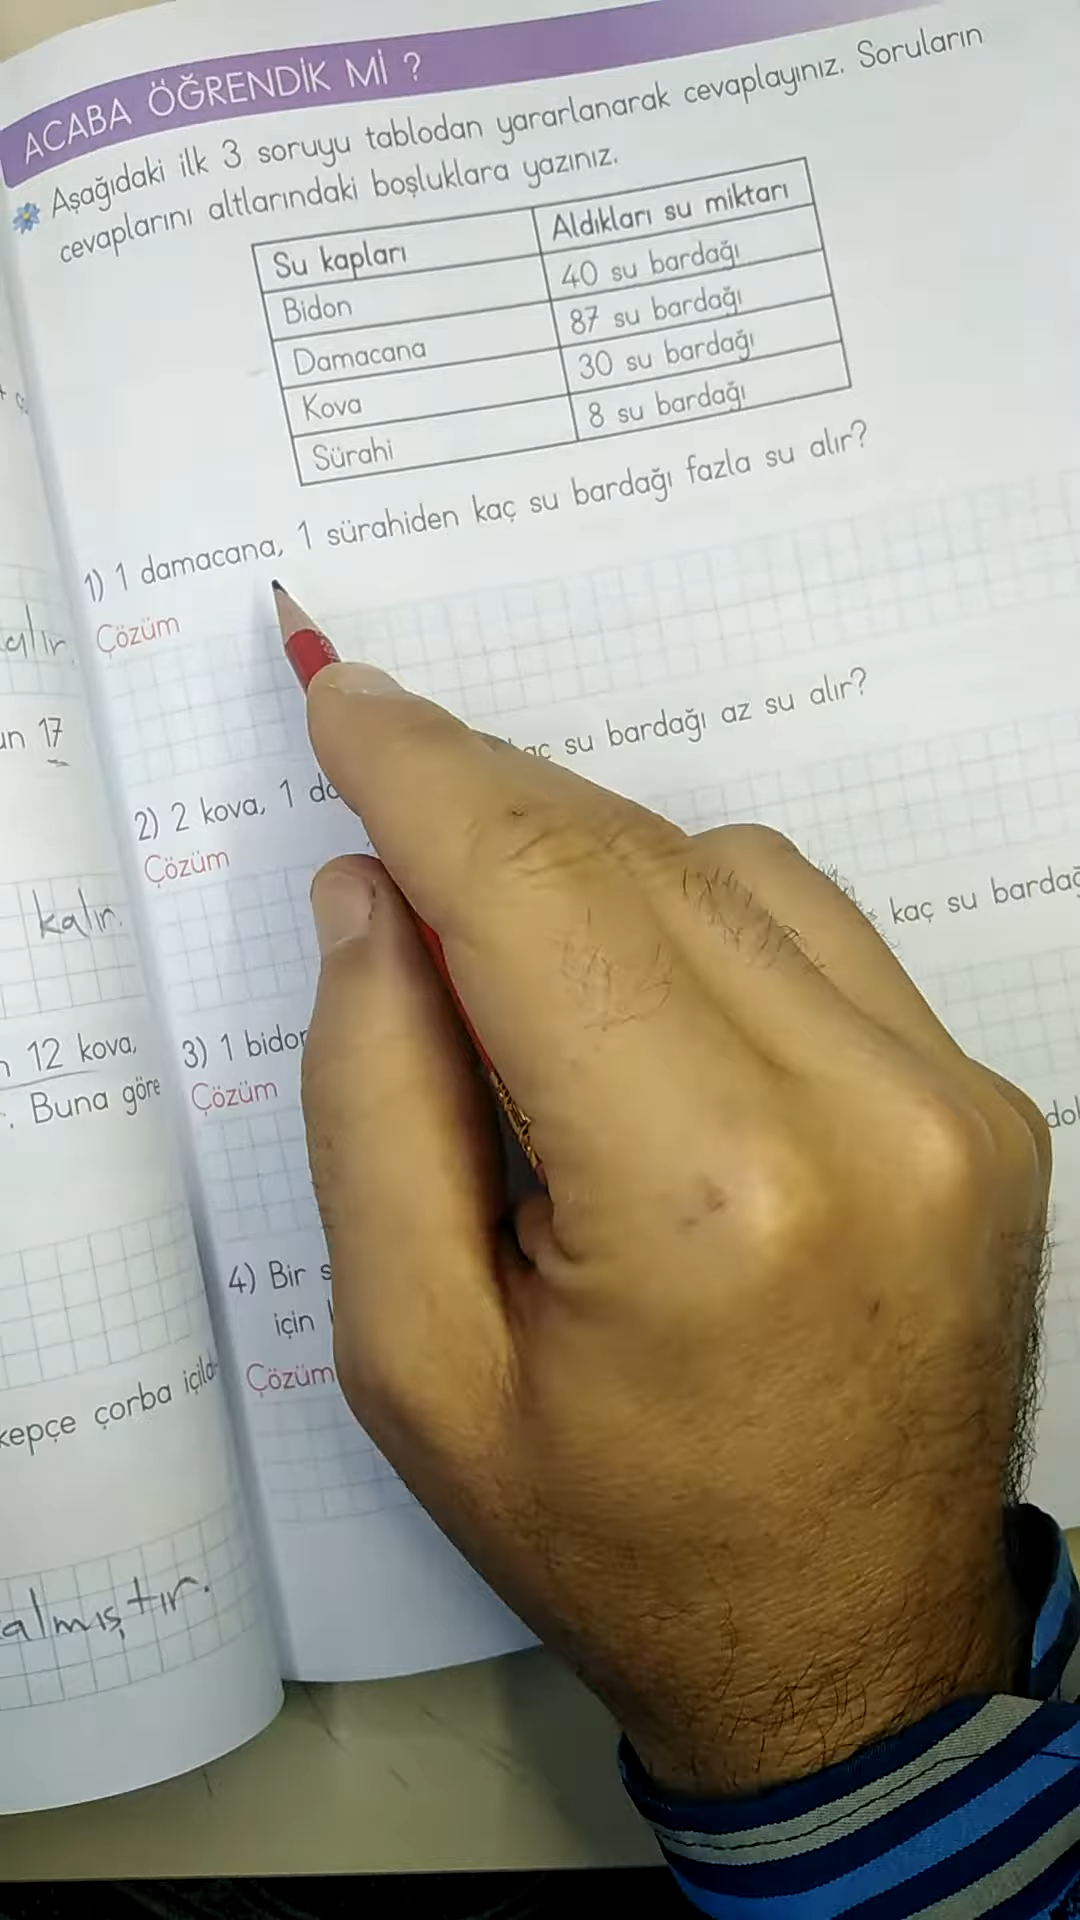 ACABA ÖĞRENDİK Mİ ?
Aşağıdaki ilk 3 soruyu tablodan yararlanarak cevaplayınız. Soruların
cevaplarını altlarındaki boşluklara yazınız.
Su kapları Aldıkları su miktarı
Bidon 40 su bardağı
Damacana 87 su bardağı
Kova 30 su bardağı
Sürahi 8 su bardağı
1) 1 damacana, 1 sürahiden kaç su bardağı fazla su alır?
Çözüm
2) 2 kova, 1 su bardağı az su alır?
Çözüm
kaç su bardağ
3) 1 bidon
Çözüm
4) Bir
için
Çözüm
17
kalır.
12 kova,
Buna göre
kepçe çorba içild-
almıştır.